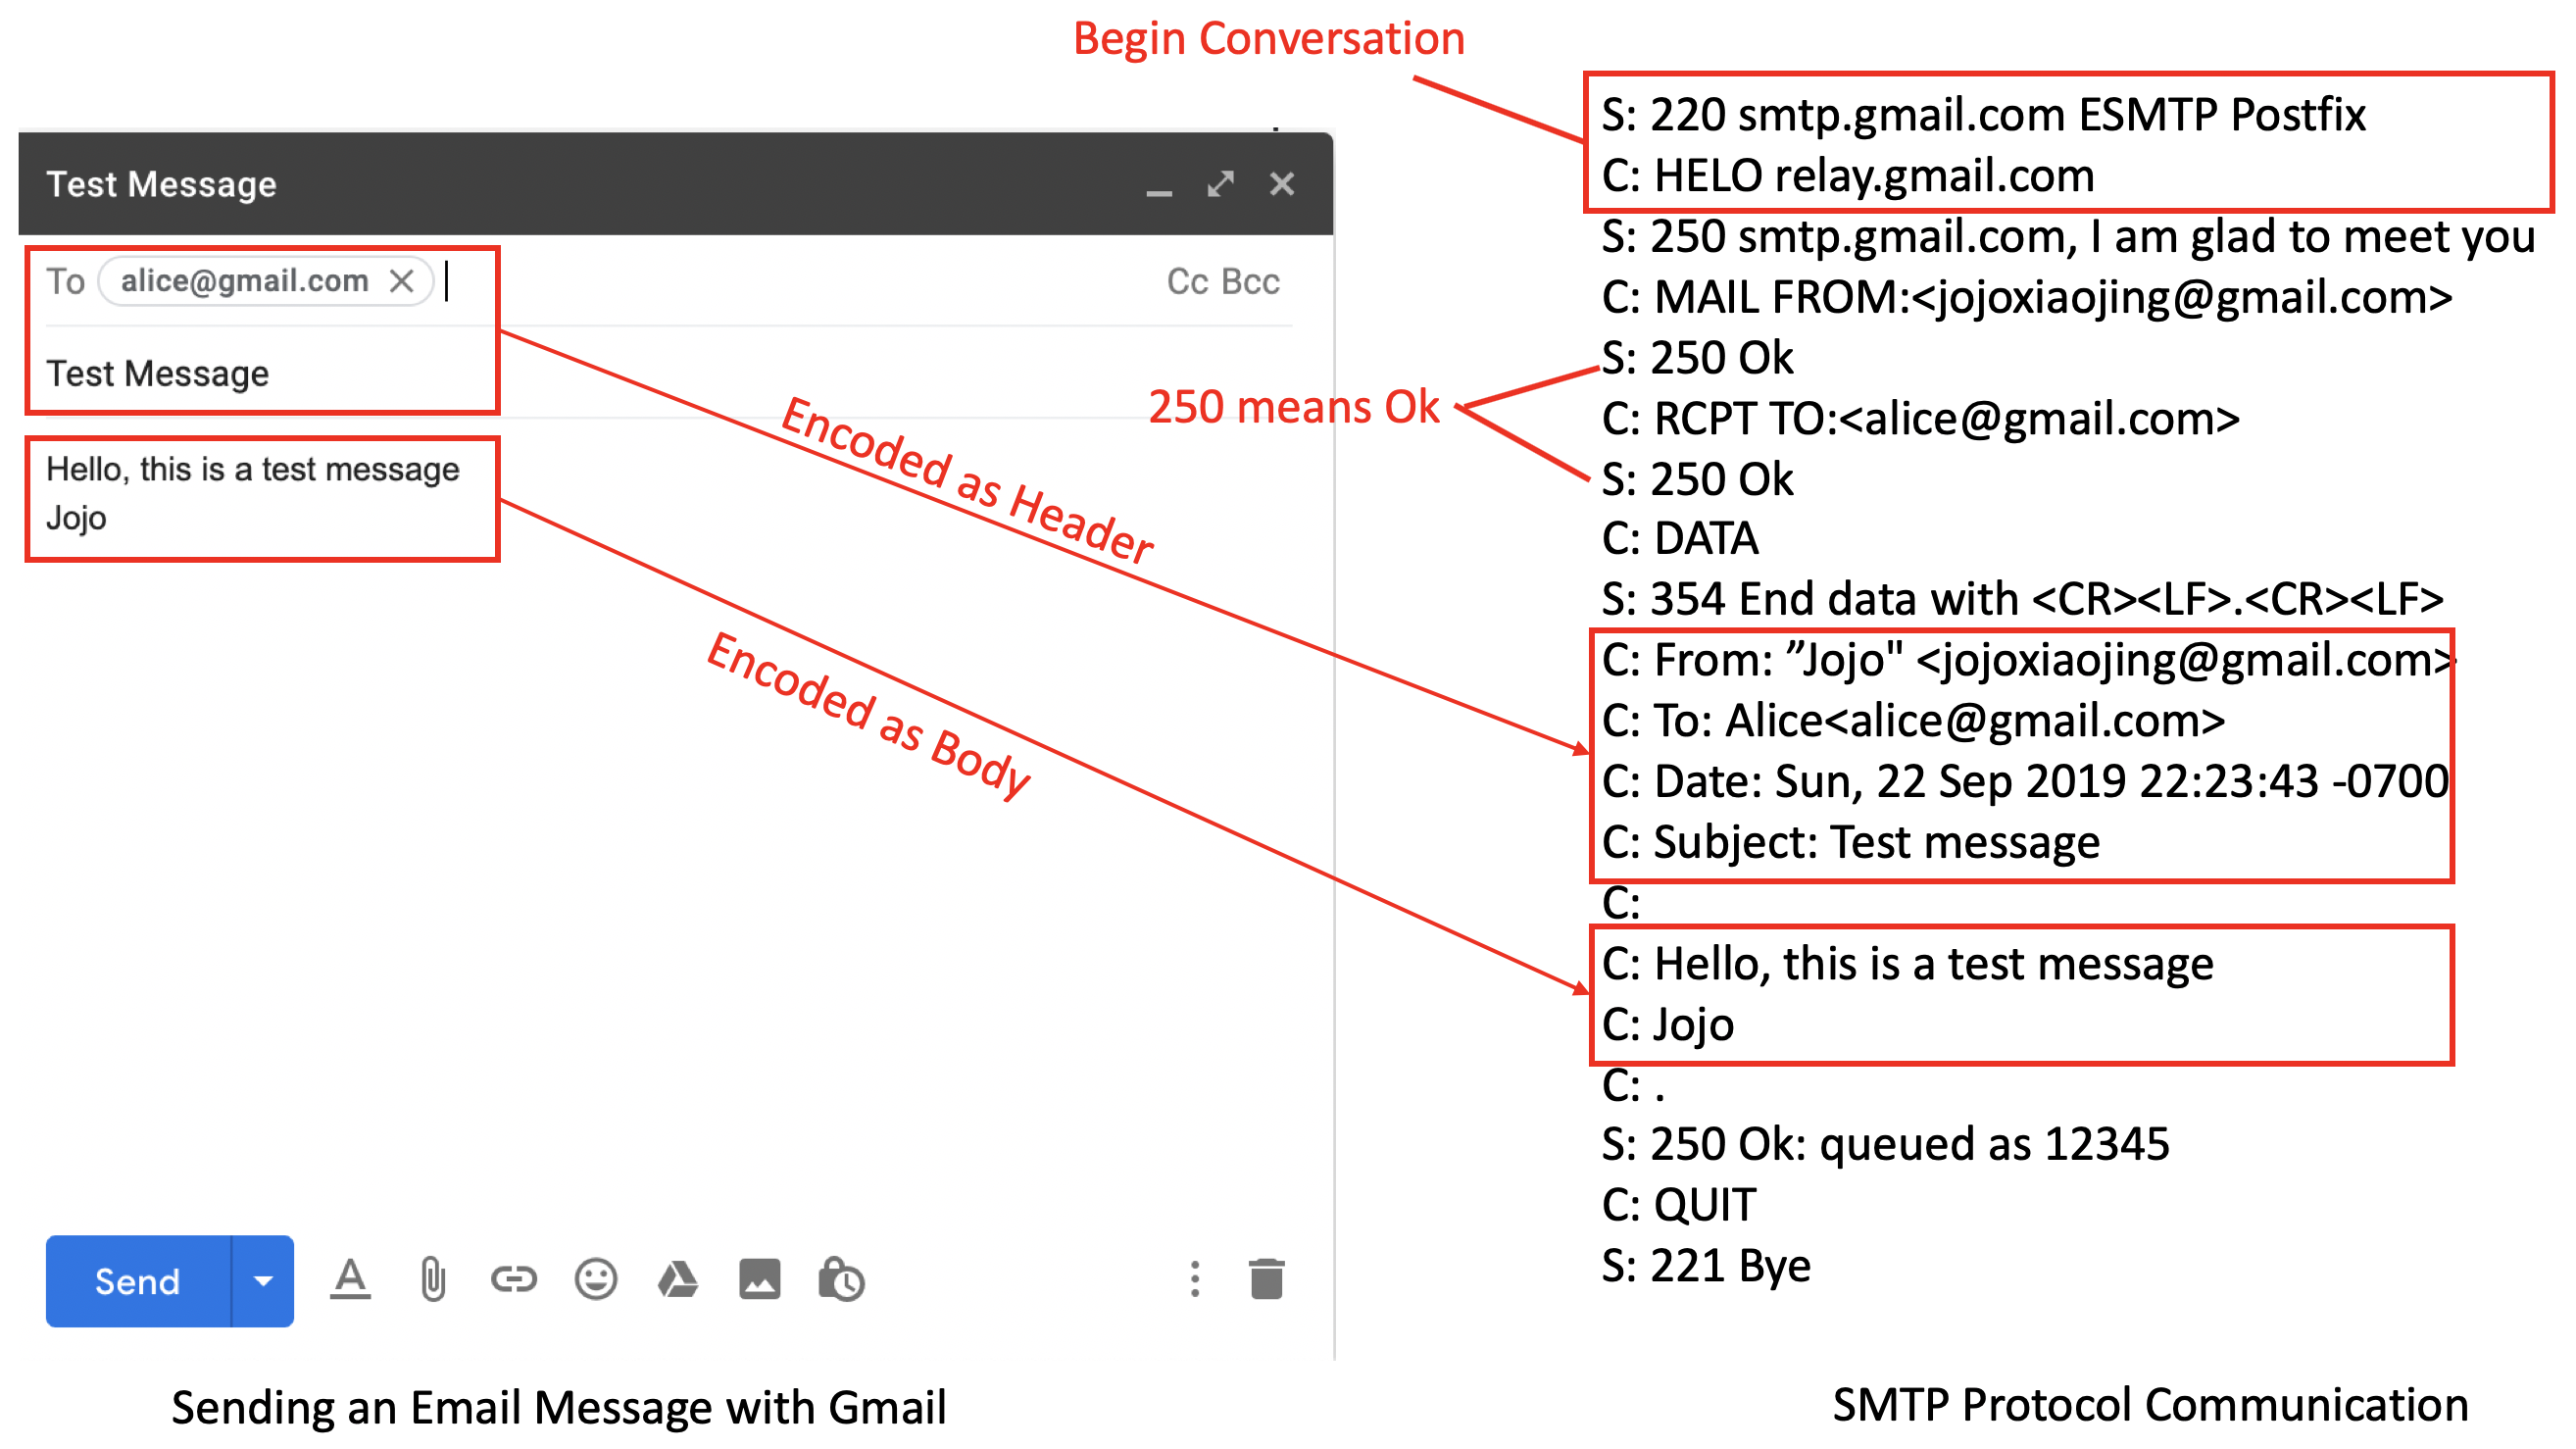 Begin Conversation
Test Message
To alice@gmail.com Cc Bcc
Test Message
Hello, this is a test message
Jojo
Encoded as Header
Encoded as Body
250 means Ok
Send
Sending an Email Message with Gmail
S: 220 smtp.gmail.com ESMTP Postfix
C: HELO relay.gmail.com
S: 250 smtp.gmail.com, I am glad to meet you
C: MAIL FROM:<jojoxiaojing@gmail.com>
S: 250 Ok
C: RCPT TO:<alice@gmail.com>
S: 250 Ok
C: DATA
S: 354 End data with <CR><LF>.<CR><LF>
C: From: ”Jojo" <jojoxiaojing@gmail.com>
C: To: Alice<alice@gmail.com>
C: Date: Sun, 22 Sep 2019 22:23:43 -0700
C: Subject: Test message
C:
C: Hello, this is a test message
C: Jojo
C: .
S: 250 Ok: queued as 12345
C: QUIT
S: 221 Bye
SMTP Protocol Communication